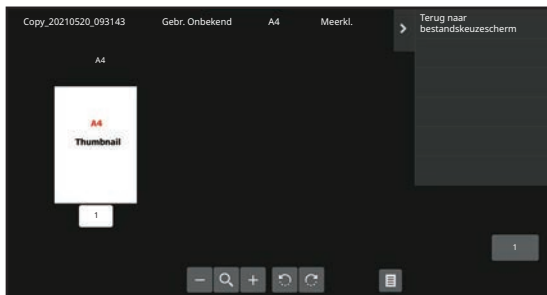 Copy_20210520_093143 Gebr. Onbekend A4 Meerkl.
Terug naar
bestandskeuzescherm
A4
A4
Thumbnail
1
1